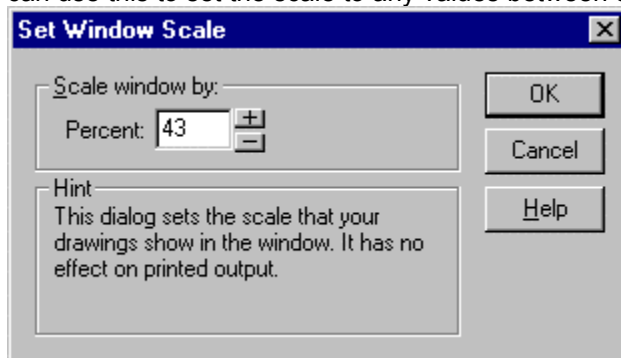 can use this to set the scale to any values between
Set Window Scale
Scale window by:
Percent: 43
OK
Cancel
Help
Hint
This dialog sets the scale that your
drawings show in the window. It has no
effect on printed output.